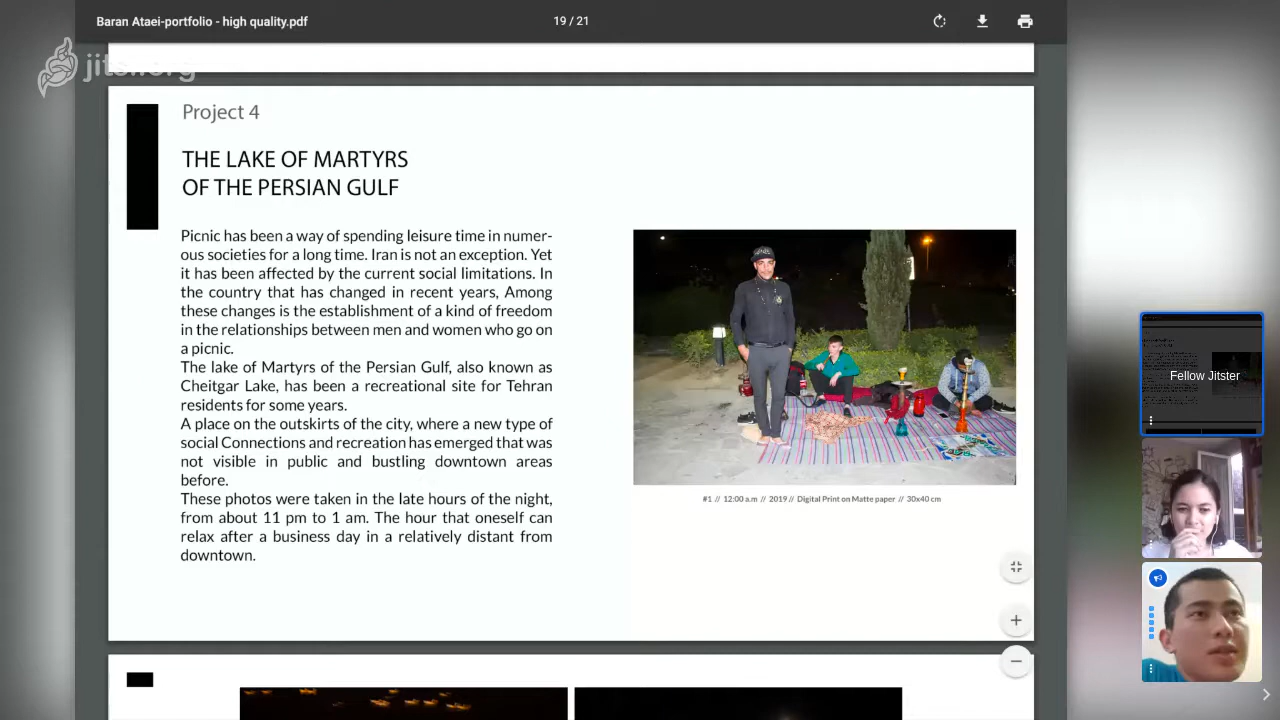 Baran Ataei-portfolio - high quality.pdf
19 / 21
jitsi.org
Project 4
THE LAKE OF MARTYRS
OF THE PERSIAN GULF
Picnic has been a way of spending leisure time in numer-
ous societies for a long time. Iran is not an exception. Yet
it has been affected by the current social limitations. In
the country that has changed in recent years, Among
these changes is the establishment of a kind of freedom
in the relationships between men and women who go on
a picnic.
The lake of Martyrs of the Persian Gulf, also known as
Cheitgar Lake, has been a recreational site for Tehran
residents for some years.
A place on the outskirts of the city, where a new type of
social Connections and recreation has emerged that was
not visible in public and bustling downtown areas
before.
These photos were taken in the late hours of the night,
from about 11 pm to 1 am. The hour that oneself can
relax after a business day in a relatively distant from
downtown.
#1 // 12:00 a.m // 2019 // Digital Print on Matte paper // 30x40 cm
Fellow Jitster